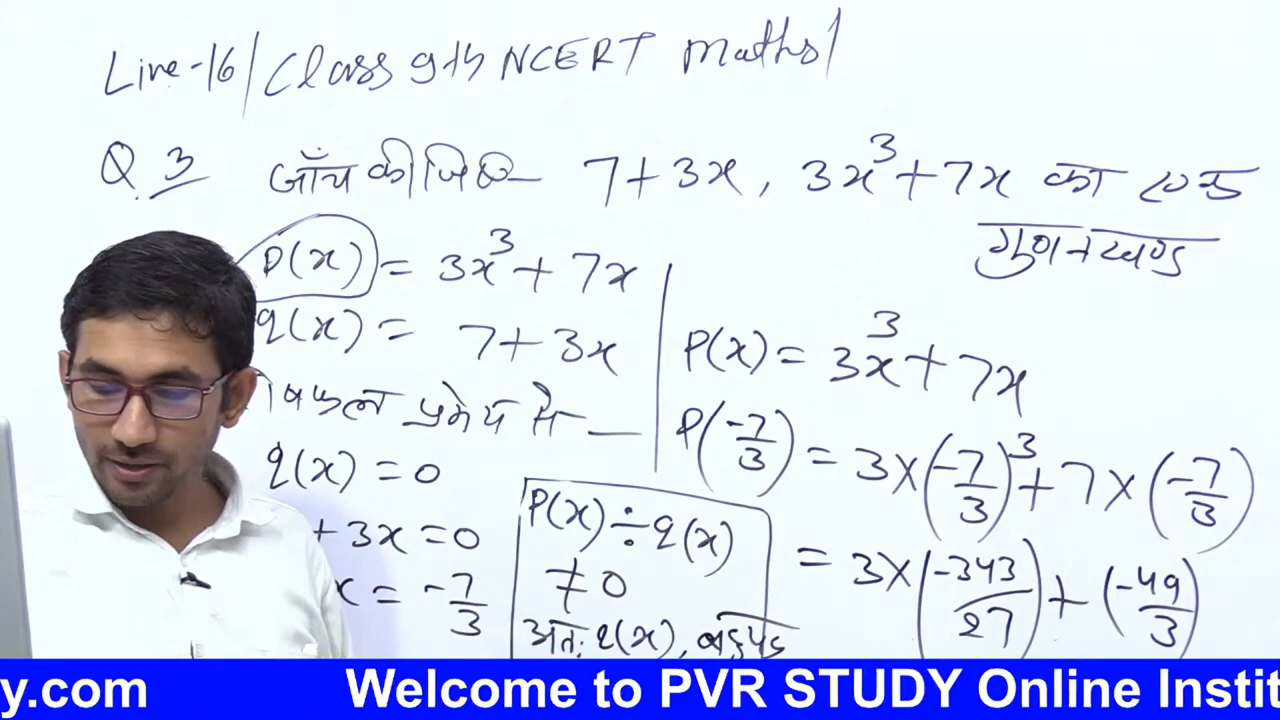 Live-16/Class 9th NCERT Maths/
Q. 3 जाँच कीजिए– 7+3x, 3x³+7x का एक
गुणनखण्ड
p(x) = 3x³+7x
q(x) = 7+3x
प्रमेय से —
q(x) = 0
+3x=0
x = -7/3
P(x) ÷ q(x)
≠0
अतः q(x), बहुपद
P(x) = 3x³+7x
P(-7/3) = 3×(-7/3)³+7×(-7/3)
= 3×(-343/27)+(-49/3)
y.com Welcome to PVR STUDY Online Instit